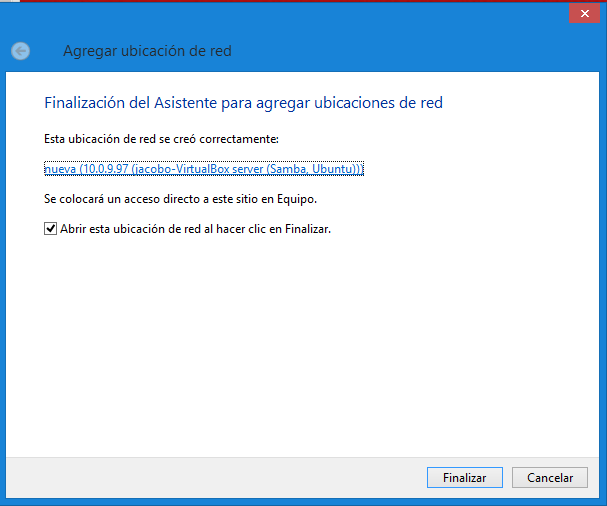 Agregar ubicación de red
Finalización del Asistente para agregar ubicaciones de red
Esta ubicación de red se creó correctamente:
nueva (10.0.9.97 (jacobo-VirtualBox server (Samba, Ubuntu)))
Se colocará un acceso directo a este sitio en Equipo.
Abrir esta ubicación de red al hacer clic en Finalizar.
Finalizar
Cancelar